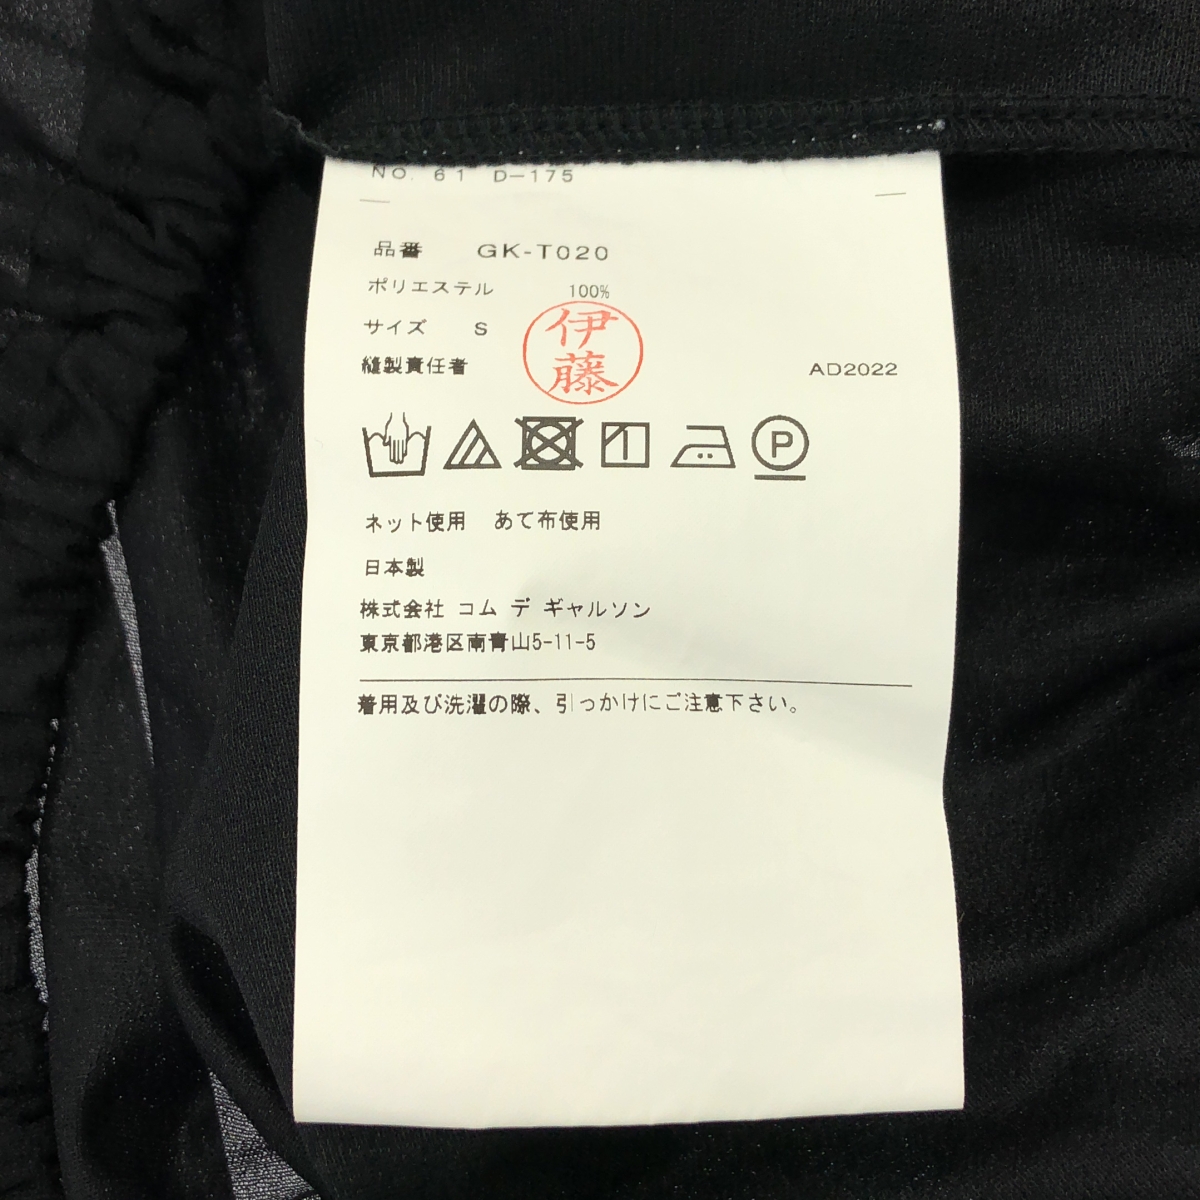 NO. 61 D-175
品番 GK-T020
ポリエステル 100%
サイズ S
伊藤
縫製責任者 AD2022
P
ネット使用 あて布使用
日本製
株式会社 コム デ ギャルソン
東京都港区南青山5-11-5
着用及び洗濯の際、引っかけにご注意下さい。